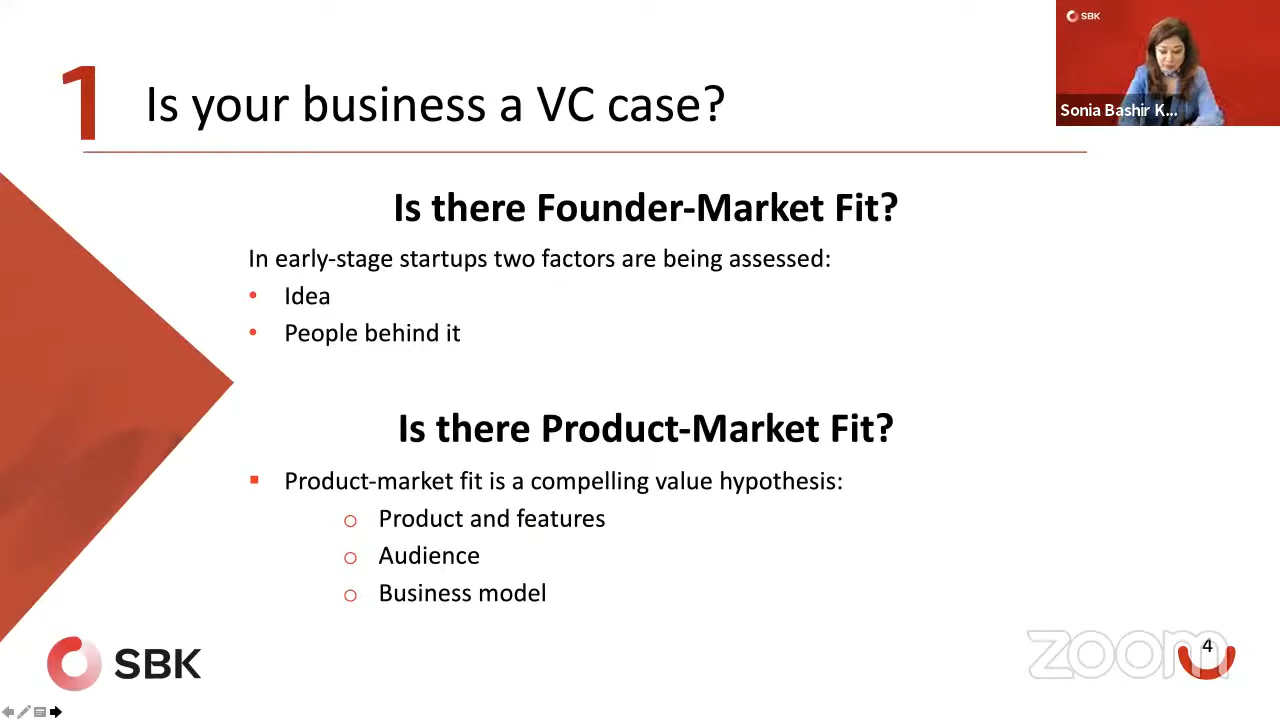 SBK
Sonia Bashir K...
1
Is your business a VC case?
Is there Founder-Market Fit?
In early-stage startups two factors are being assessed:
• Idea
• People behind it
Is there Product-Market Fit?
▪ Product-market fit is a compelling value hypothesis:
o Product and features
o Audience
o Business model
SBK
zoom
4